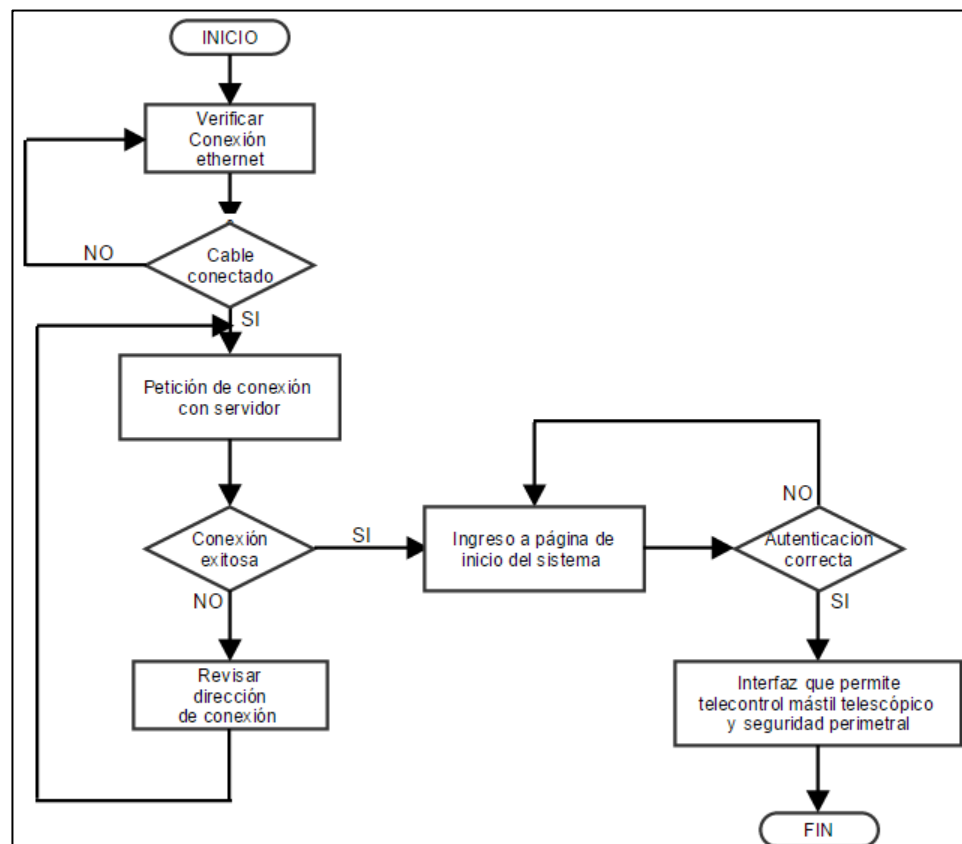 INICIO
Verificar
Conexión
ethernet
NO
Cable
conectado
SI
Petición de conexión
con servidor
Conexión
exitosa
SI
NO
Revisar
dirección
de conexión
Ingreso a página de
inicio del sistema
NO
Autenticacion
correcta
SI
Interfaz que permite
telecontrol mástil telescópico
y seguridad perimetral
FIN